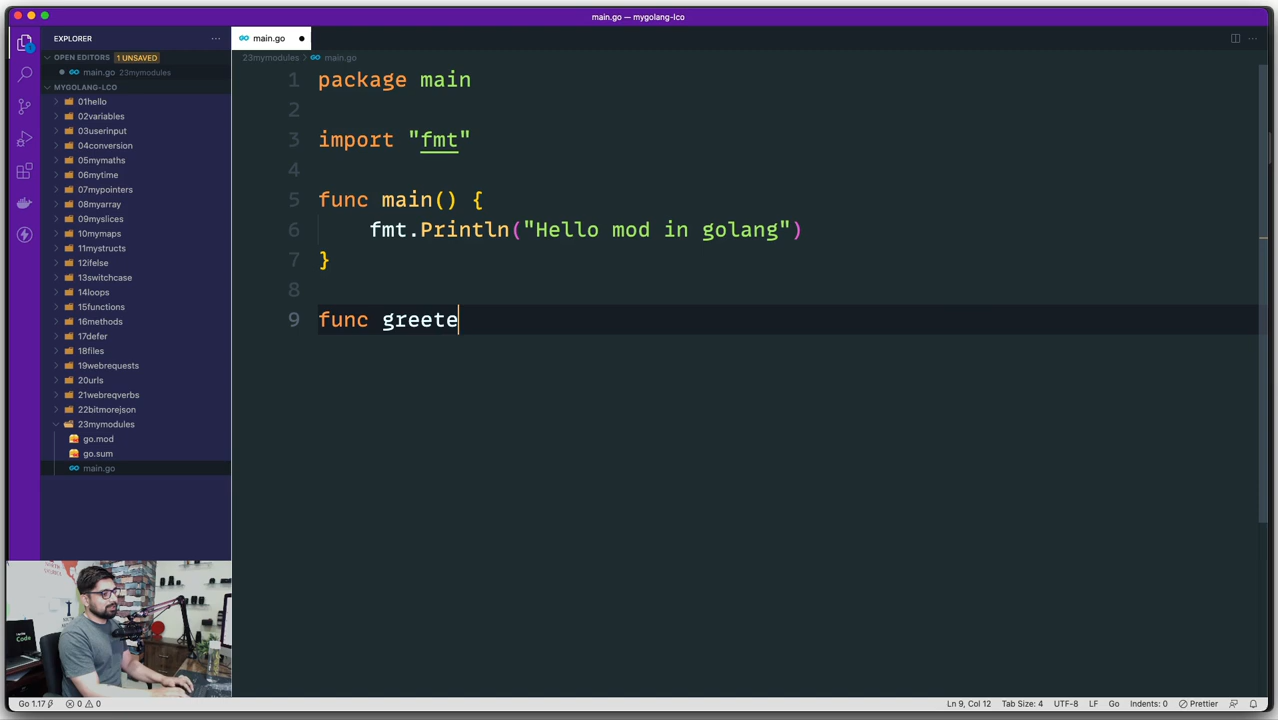 main.go — mygolang-lco
EXPLORER
main.go
OPEN EDITORS 1 UNSAVED
main.go 23mymodules
MYGOLANG-LCO
01hello
02variables
03userinput
04conversion
05mymaths
06mytime
07mypointers
08myarray
09myslices
10mymaps
11mystructs
12ifelse
13switchcase
14loops
15functions
16methods
17defer
18files
19webrequests
20urls
21webreqverbs
22bitmorejson
23mymodules
go.mod
go.sum
main.go
23mymodules > main.go
1 package main
2
3 import "fmt"
4
5 func main() {
6 fmt.Println("Hello mod in golang")
7 }
8
9 func greete
Code
Go 1.17 0 0
Ln 9, Col 12 Tab Size: 4 UTF-8 LF Go Indents: 0 Prettier